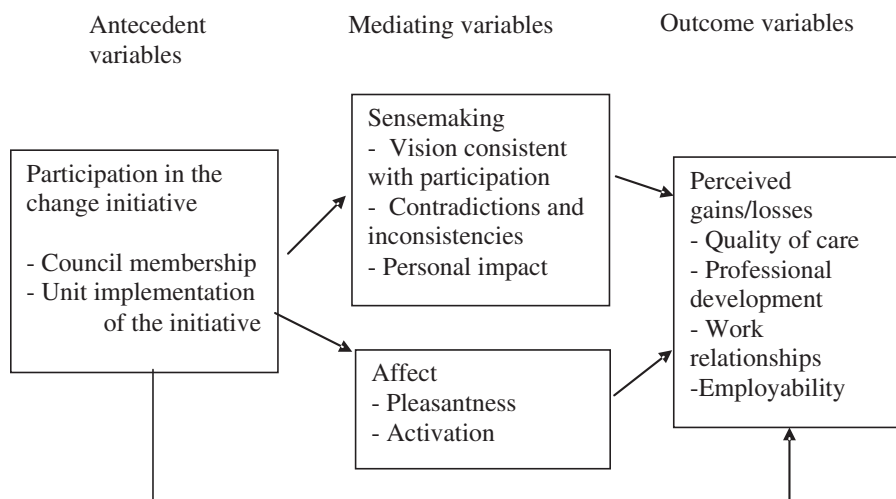 Antecedent
variables
Mediating variables
Outcome variables
Participation in the
change initiative
- Council membership
- Unit implementation
of the initiative
Sensemaking
- Vision consistent
with participation
- Contradictions and
inconsistencies
- Personal impact
Affect
- Pleasantness
- Activation
Perceived
gains/losses
- Quality of care
- Professional
development
- Work
relationships
-Employability